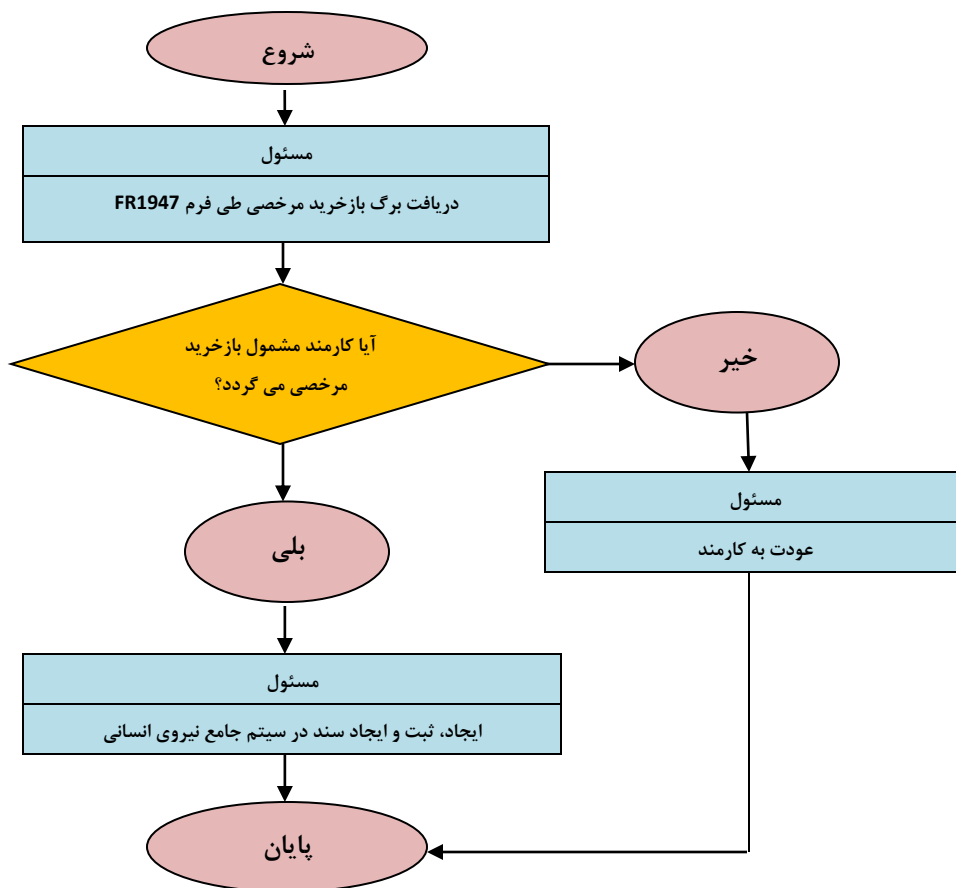 شروع
مسئول
دریافت برگ بازخرید مرخصی طی فرم FR1947
آیا کارمند مشمول بازخرید
مرخصی می گردد؟
خیر
مسئول
عودت به کارمند
بلی
مسئول
ایجاد، ثبت و ایجاد سند در سیتم جامع نیروی انسانی
پایان